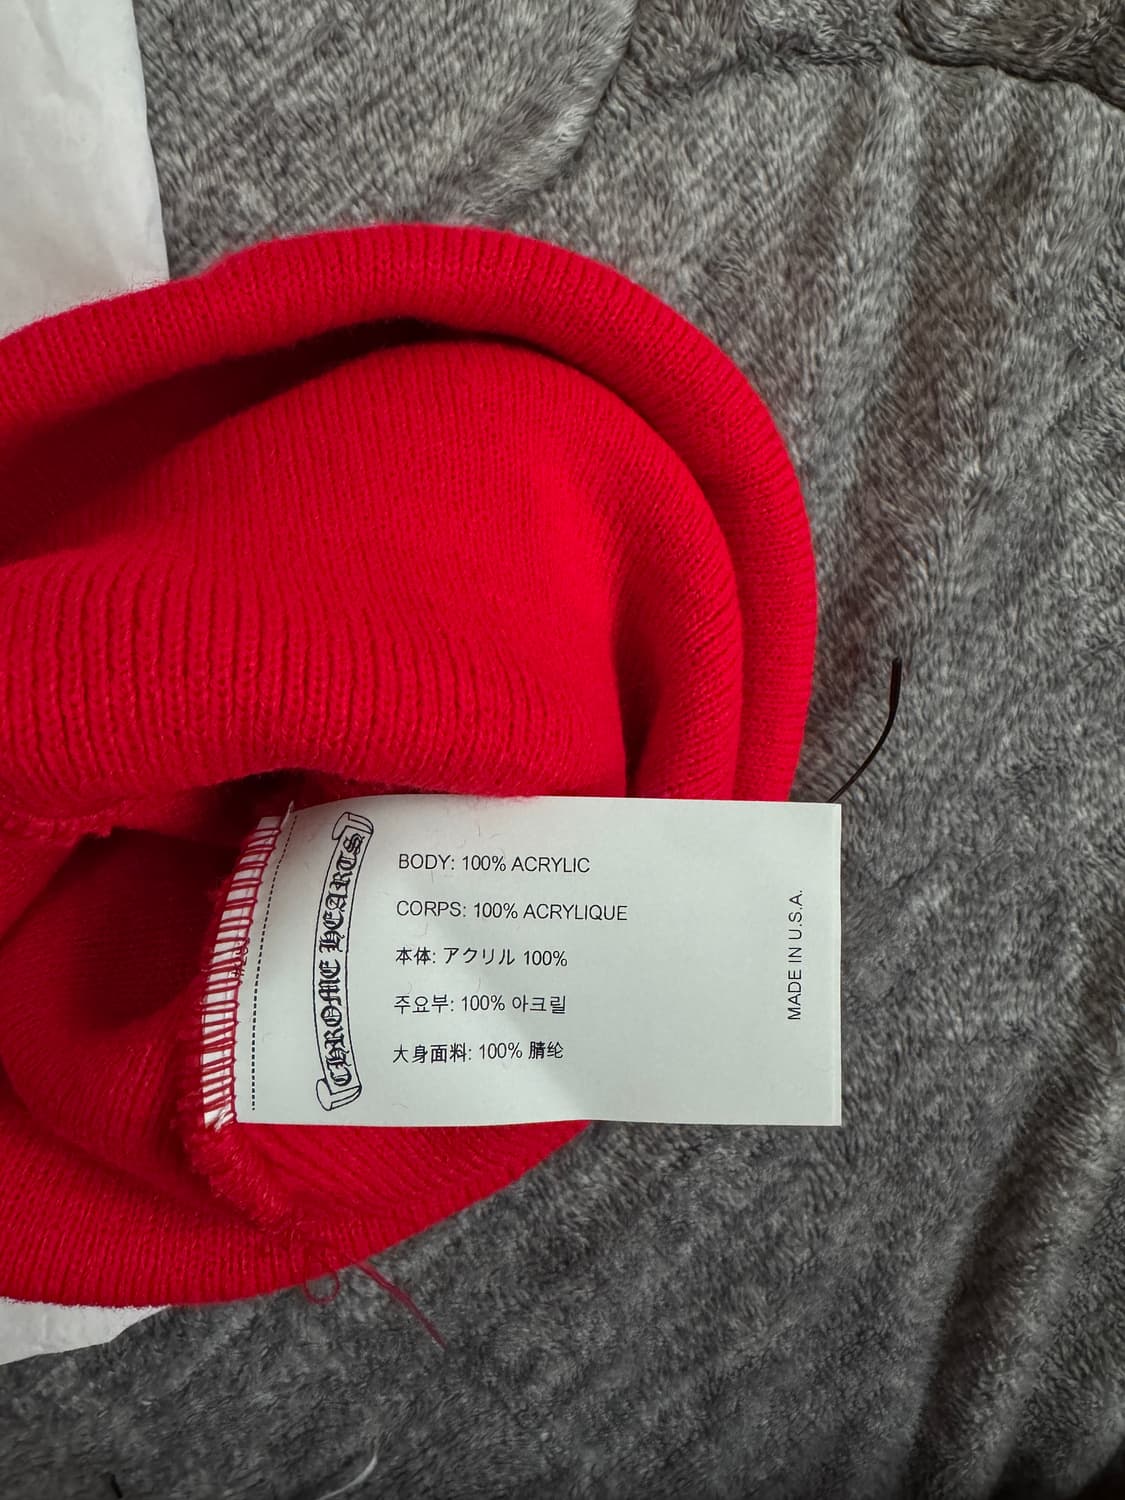 CHROME HEARTS
BODY: 100% ACRYLIC
CORPS: 100% ACRYLIQUE
本体: アクリル 100%
주요부: 100% 아크릴
大身面料: 100% 腈纶
MADE IN U.S.A.